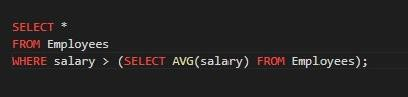 SELECT *
FROM Employees
WHERE salary > (SELECT AVG(salary) FROM Employees);